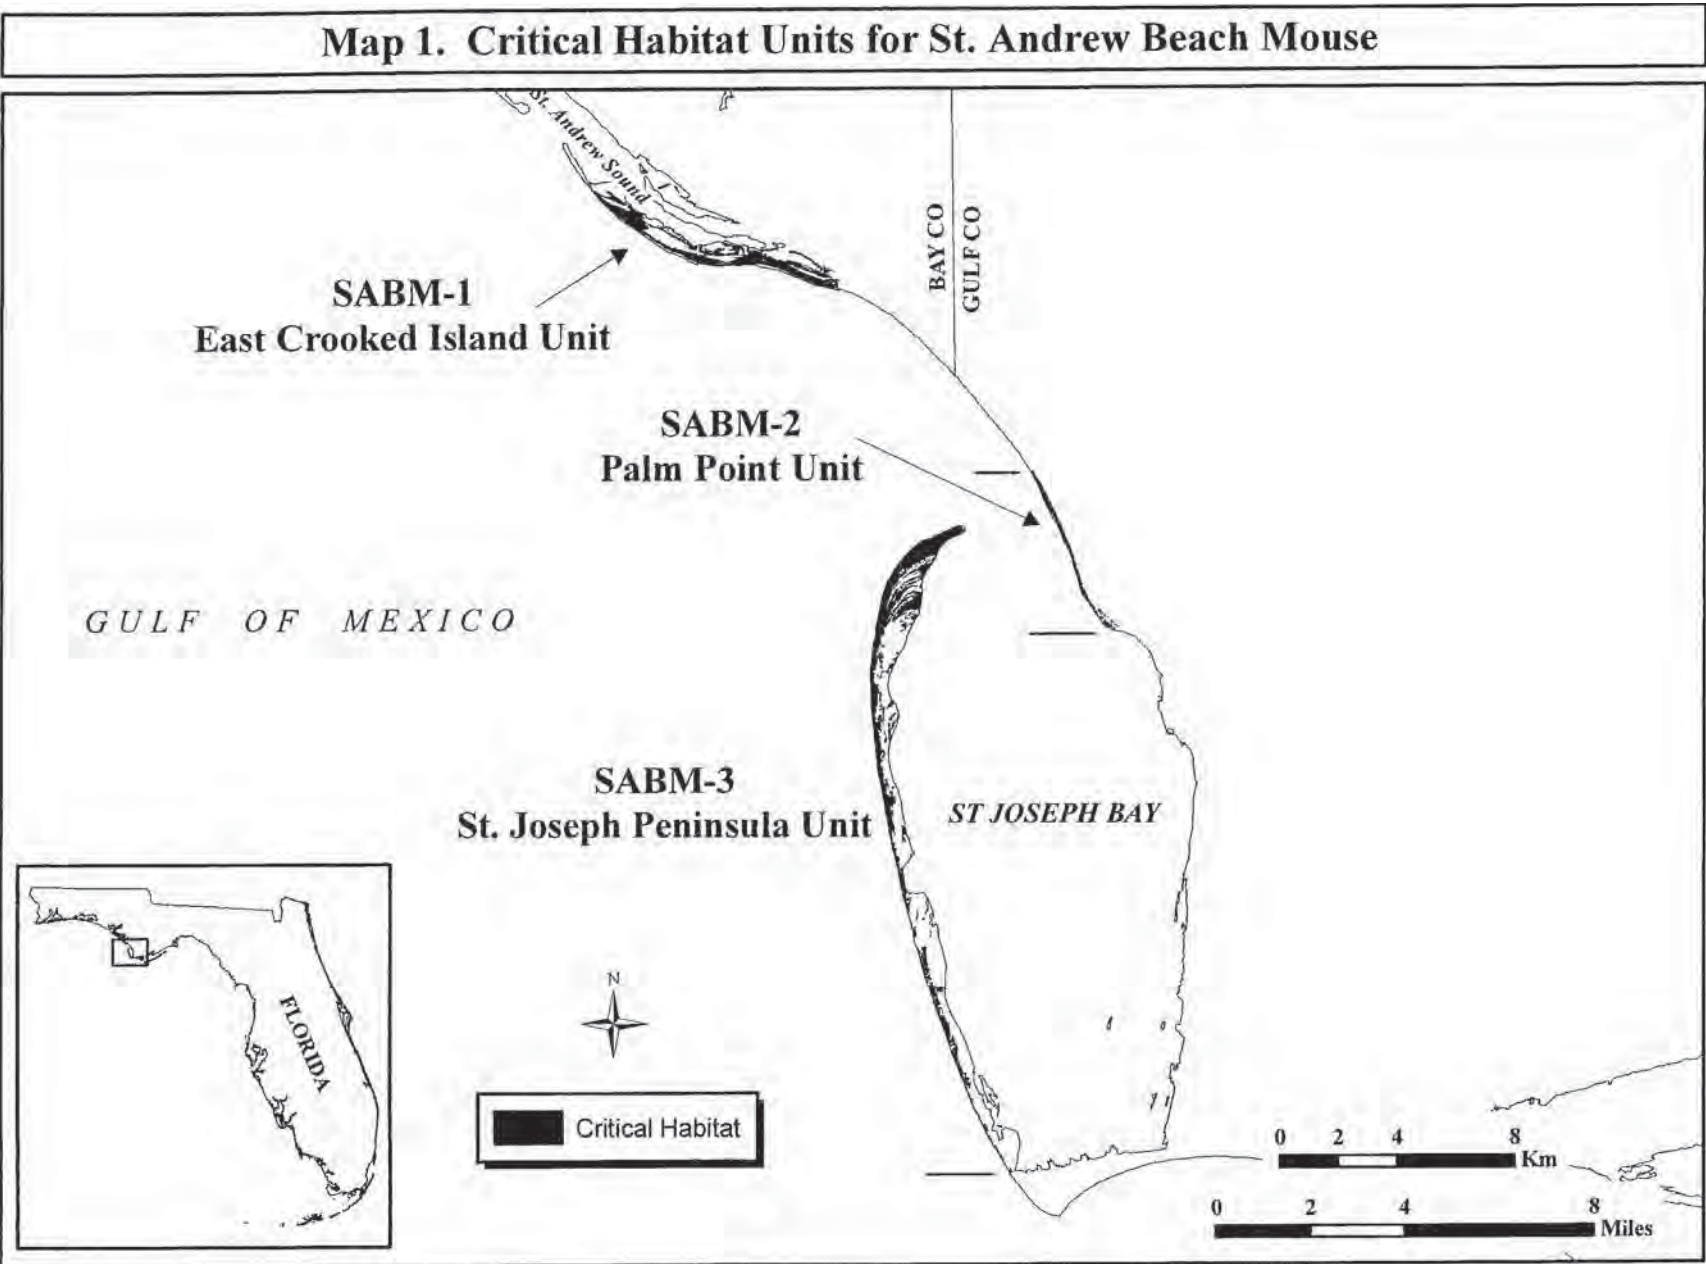 Map 1. Critical Habitat Units for St. Andrew Beach Mouse
St. Andrew Sound
BAY CO
GULF CO
SABM-1
East Crooked Island Unit
SABM-2
Palm Point Unit
GULF OF MEXICO
SABM-3
St. Joseph Peninsula Unit
ST JOSEPH BAY
FLORIDA
N
Critical Habitat
0 2 4 8
Km
0 2 4 8
Miles